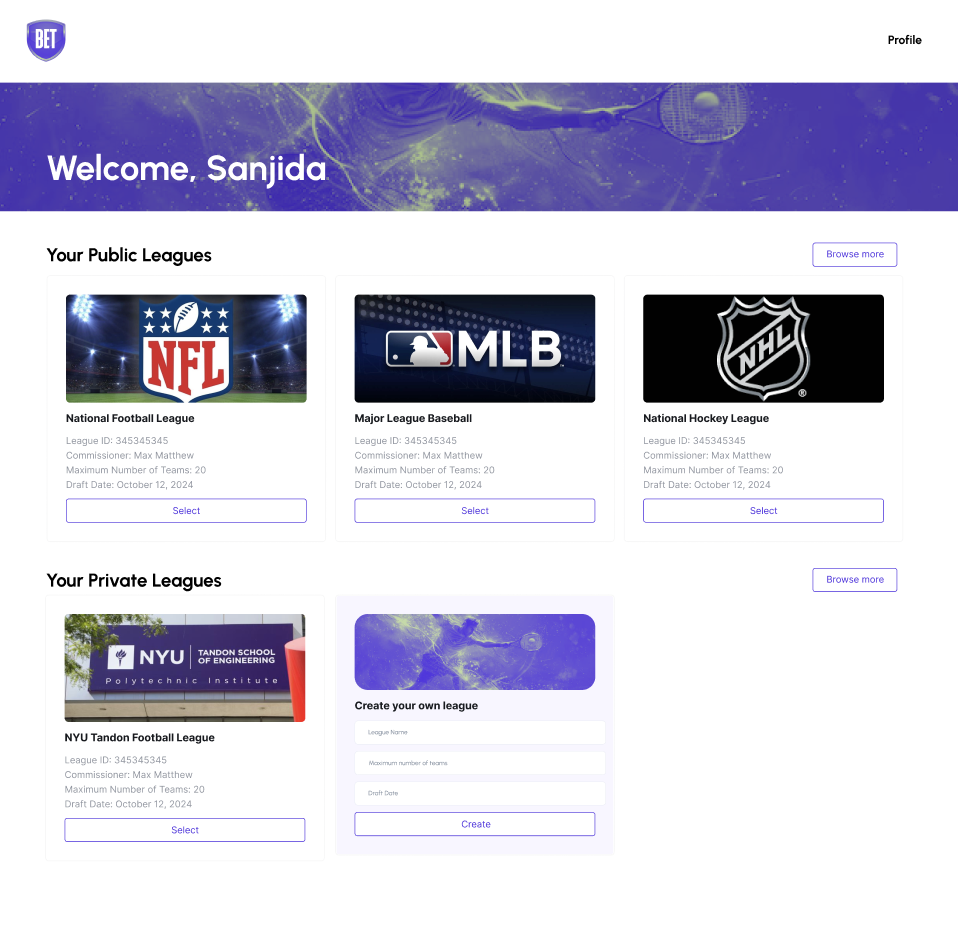 BET
Profile
Welcome, Sanjida
Your Public Leagues
Browse more
NFL
MLB
NHL
®
National Football League
Major League Baseball
National Hockey League
League ID: 345345345
Commissioner: Max Matthew
Maximum Number of Teams: 20
Draft Date: October 12, 2024
Select
League ID: 345345345
Commissioner: Max Matthew
Maximum Number of Teams: 20
Draft Date: October 12, 2024
Select
League ID: 345345345
Commissioner: Max Matthew
Maximum Number of Teams: 20
Draft Date: October 12, 2024
Select
Your Private Leagues
Browse more
NYU
TANDON SCHOOL
OF ENGINEERING
Polytechnic Institute
NYU Tandon Football League
League ID: 345345345
Commissioner: Max Matthew
Maximum Number of Teams: 20
Draft Date: October 12, 2024
Select
Create your own league
League Name
Maximum number of teams
Draft Date
Create